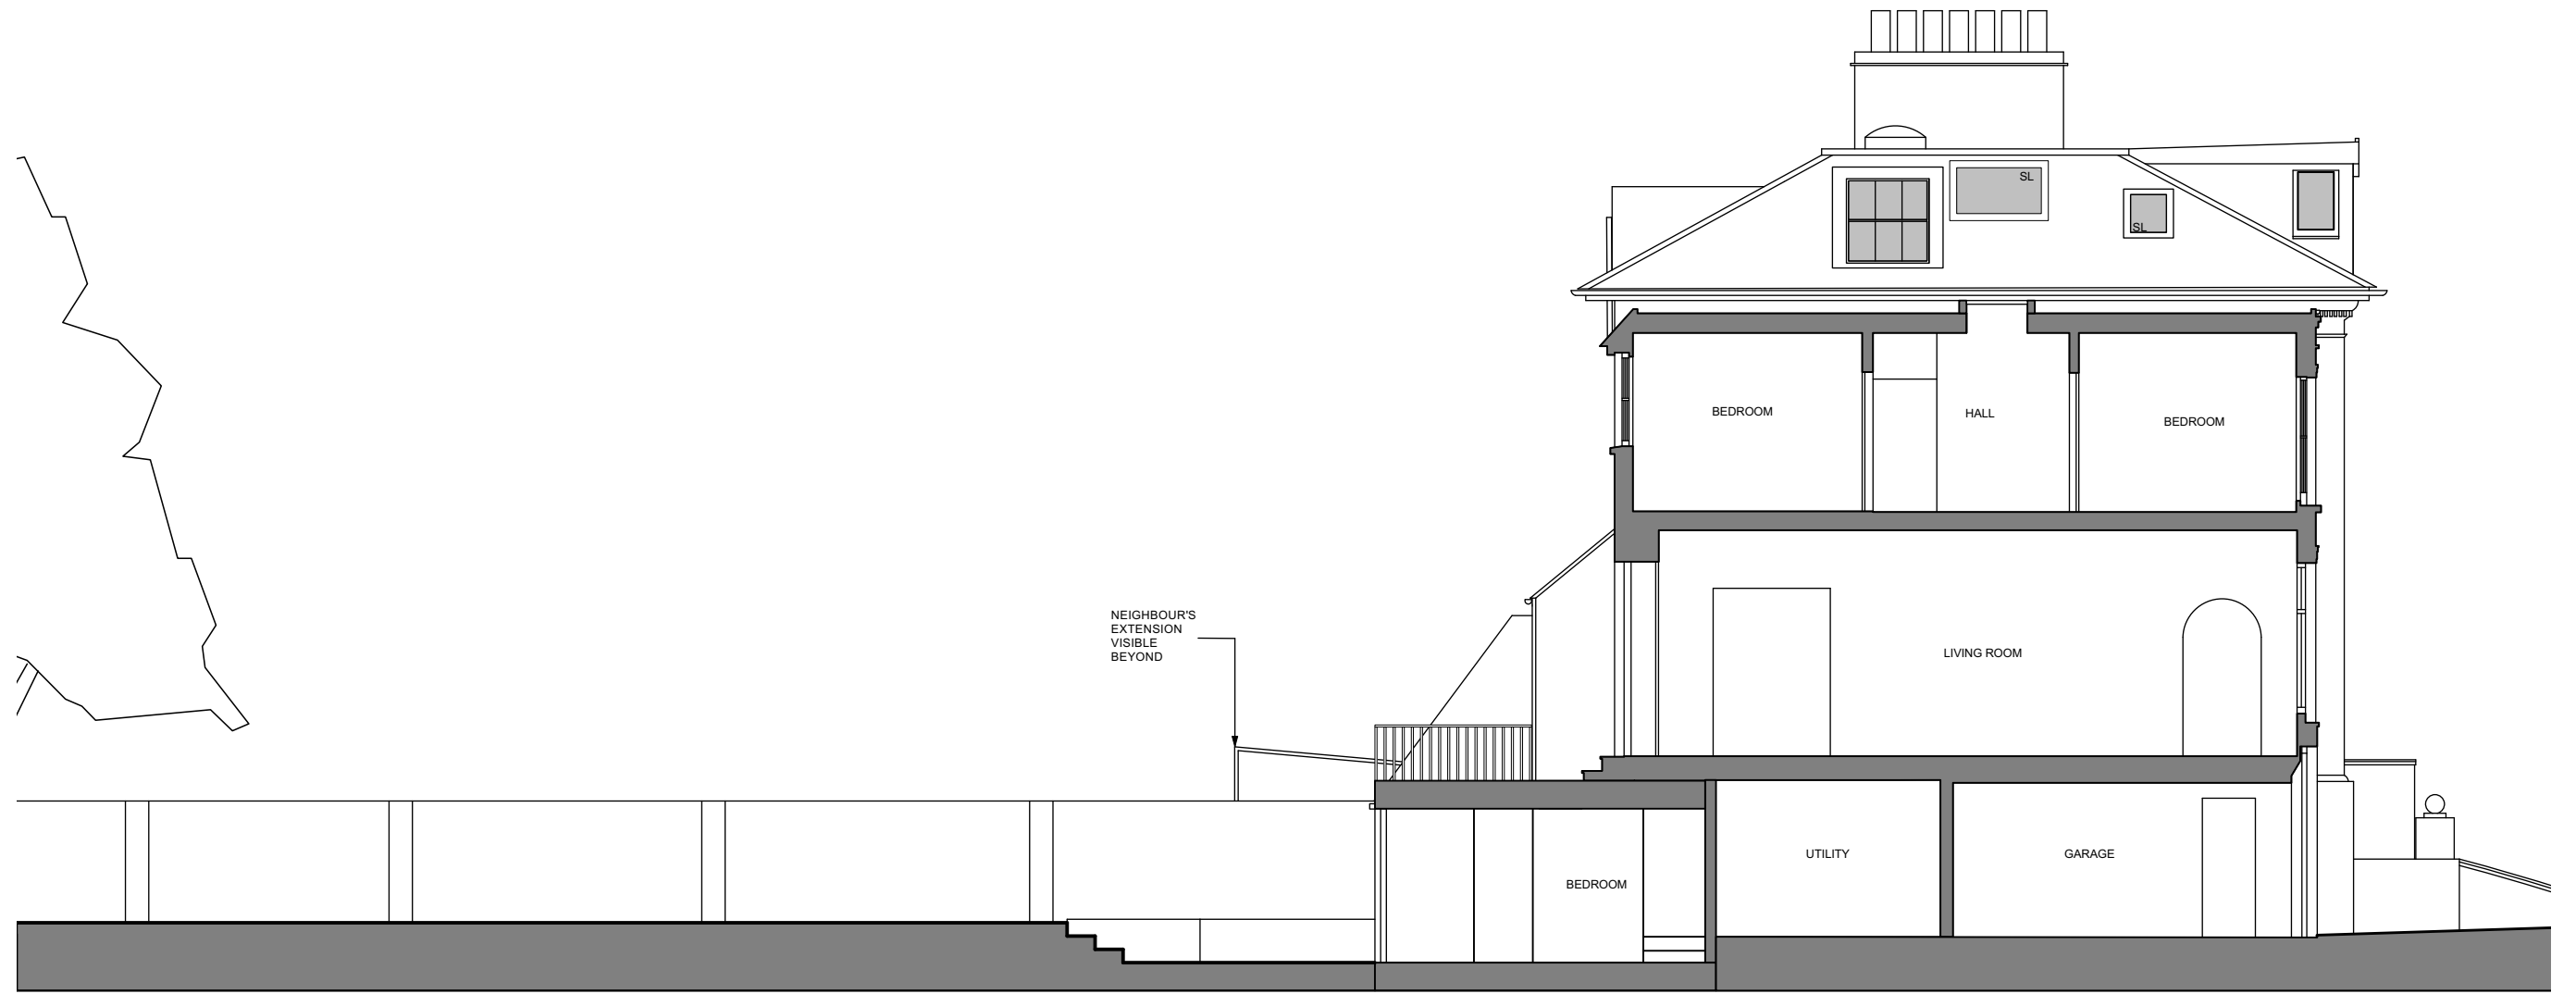 SL
SL
BEDROOM
HALL
BEDROOM
NEIGHBOUR'S
EXTENSION
VISIBLE
BEYOND
LIVING ROOM
UTILITY
GARAGE
BEDROOM